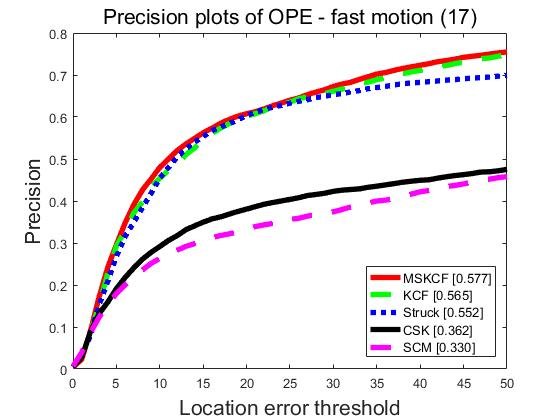 Precision plots of OPE - fast motion (17)
0.8
0.7
0.6
0.5
0.4
0.3
0.2
0.1
0
Precision
MSKCF [0.577]
KCF [0.565]
Struck [0.552]
CSK [0.362]
SCM [0.330]
0 5 10 15 20 25 30 35 40 45 50
Location error threshold